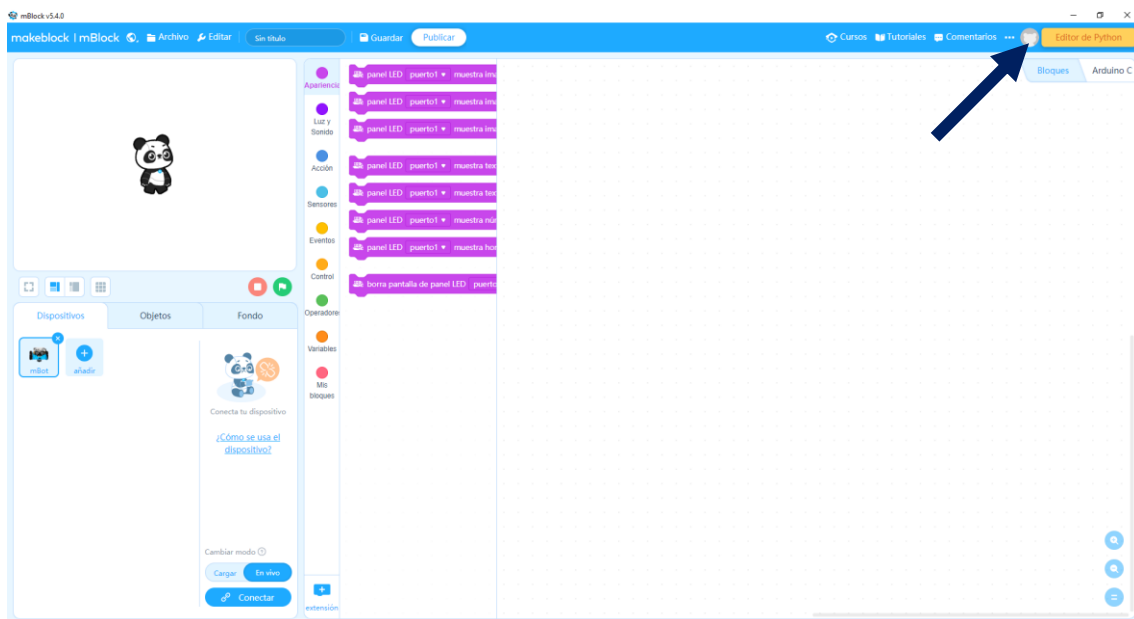 mBlock v5.4.0
makeblock | mBlock Archivo Editar Sin título Guardar Publicar Cursos Tutoriales Comentarios Editor de Python
Bloques Arduino C
Apariencia
Luz y
Sonido
Acción
Sensores
Eventos
Control
Operadore
Variables
Mis
bloques
extensión
panel LED puerto1 muestra ima
panel LED puerto1 muestra ima
panel LED puerto1 muestra ima
panel LED puerto1 muestra tex
panel LED puerto1 muestra tex
panel LED puerto1 muestra núm
panel LED puerto1 muestra hor
borra pantalla de panel LED puerto
Dispositivos Objetos Fondo
mBot añadir
Conecta tu dispositivo
¿Cómo se usa el
dispositivo?
Cambiar modo
Cargar En vivo
Conectar